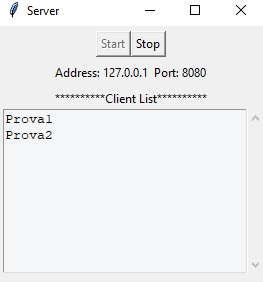 Server
Start Stop
Address: 127.0.0.1 Port: 8080
**********Client List**********
Prova1
Prova2